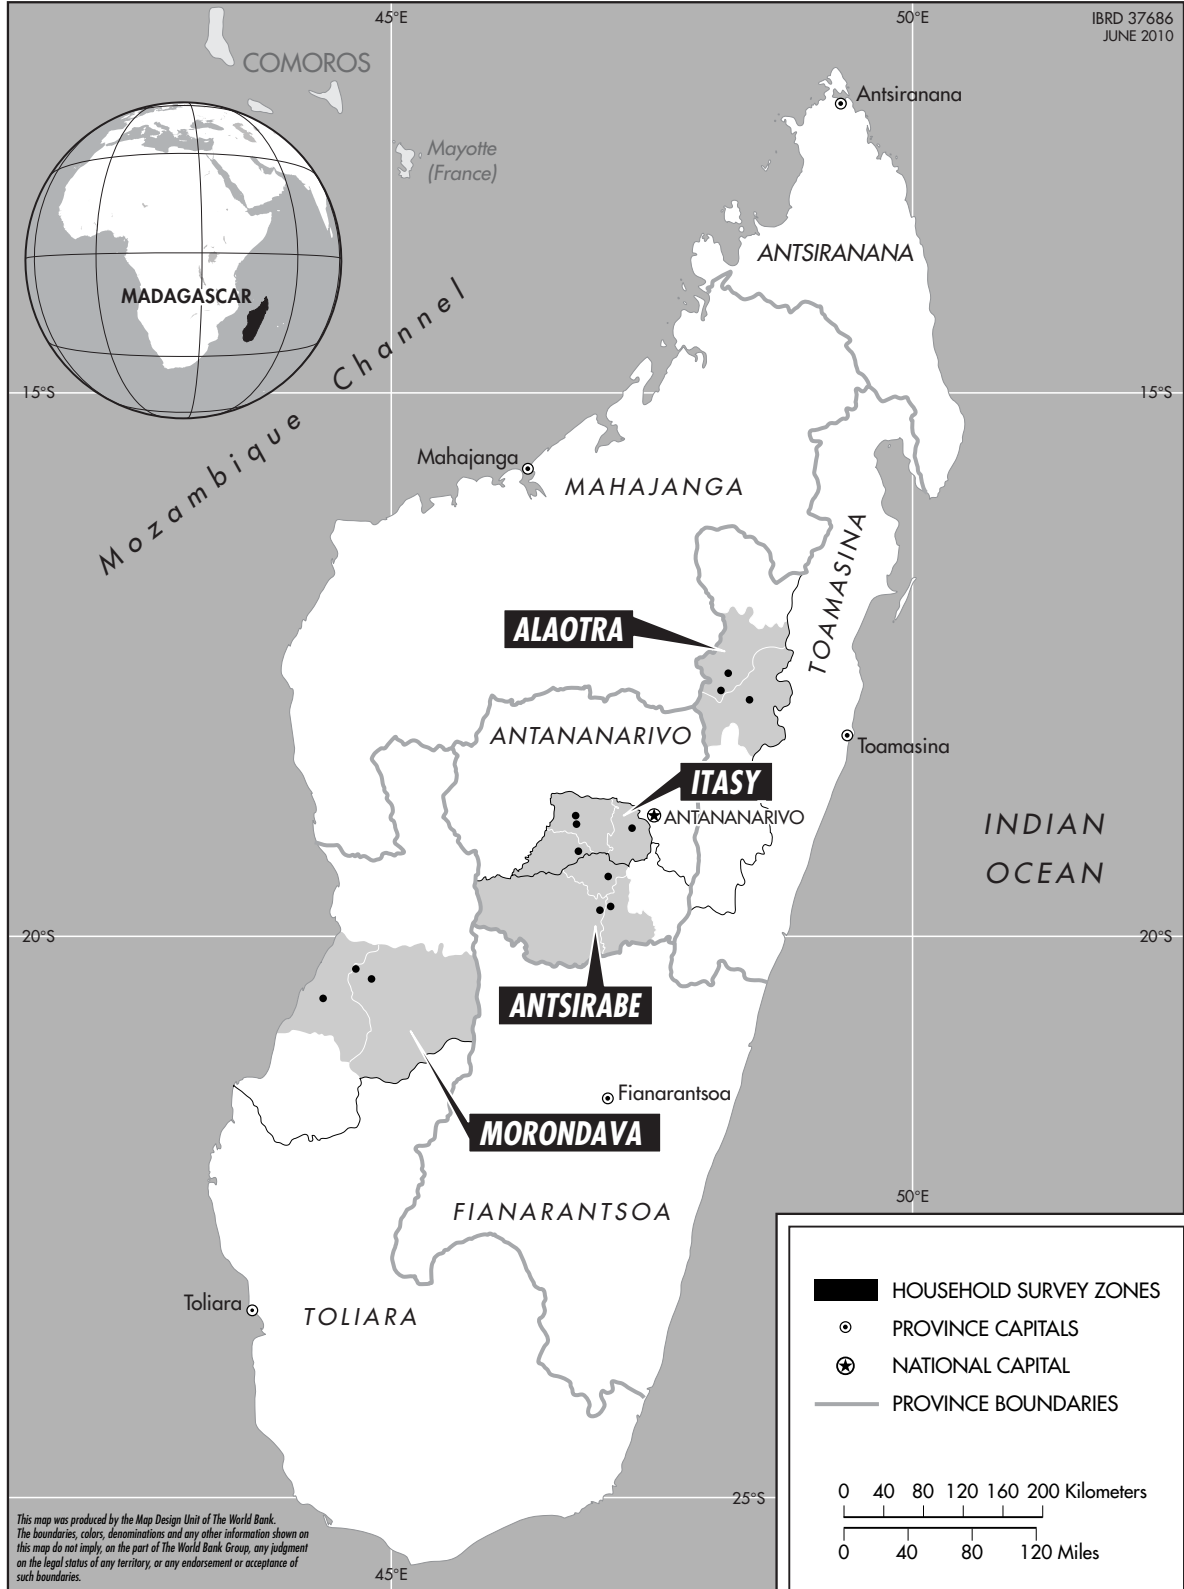 45°E
50°E
IBRD 37686
JUNE 2010
COMOROS
Antsiranana
Mayotte
(France)
ANTSIRANANA
MADAGASCAR
Mozambique Channel
15°S
15°S
Mahajanga
MAHAJANGA
TOAMASINA
ALAOTRA
ANTANANARIVO
Toamasina
ITASY
ANTANANARIVO
INDIAN
OCEAN
20°S
20°S
ANTSIRABE
Fianarantsoa
MORONDAVA
50°E
FIANARANTSOA
Toliara
TOLIARA
HOUSEHOLD SURVEY ZONES
PROVINCE CAPITALS
NATIONAL CAPITAL
PROVINCE BOUNDARIES
0 40 80 120 160 200 Kilometers
0 40 80 120 Miles
25°S
This map was produced by the Map Design Unit of The World Bank.
The boundaries, colors, denominations and any other information shown on
this map do not imply, on the part of The World Bank Group, any judgment
on the legal status of any territory, or any endorsement or acceptance of
such boundaries.
45°E